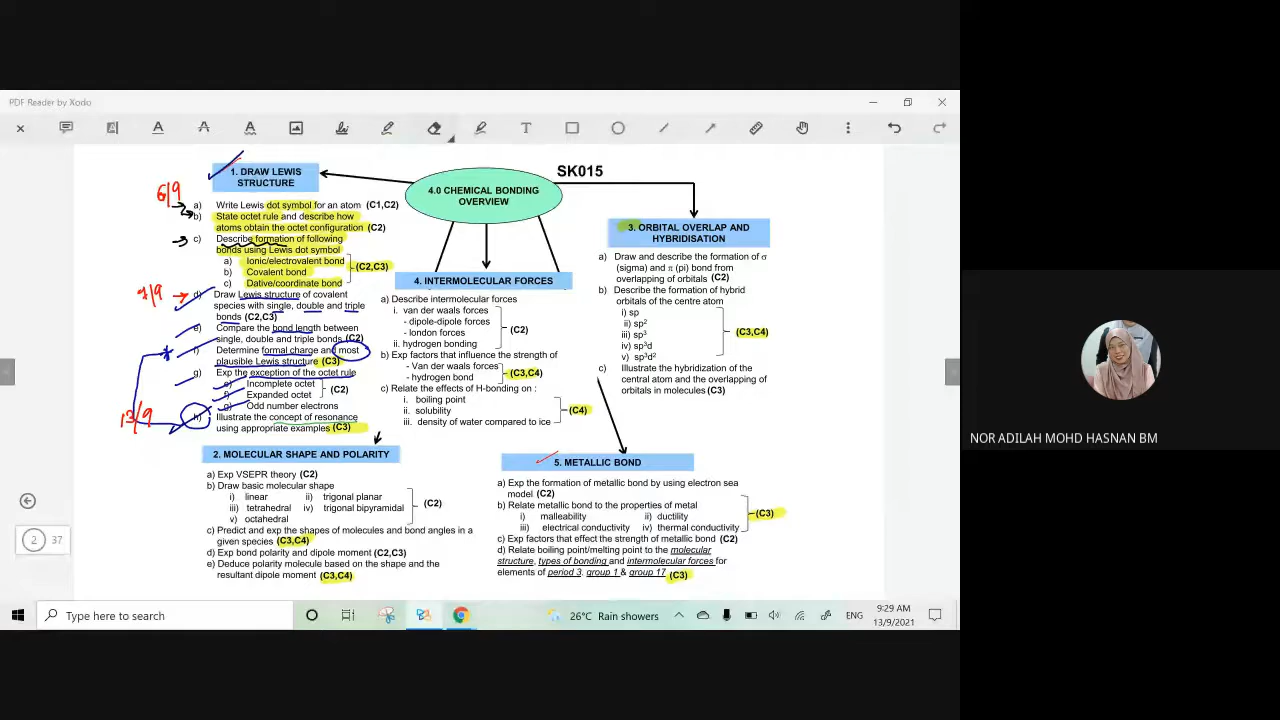 PDF Reader by Xodo
SK015
4.0 CHEMICAL BONDING
OVERVIEW
1. DRAW LEWIS
STRUCTURE
6/9
a) Write Lewis dot symbol for an atom (C1,C2)
b) State octet rule and describe how
atoms obtain the octet configuration (C2)
c) Describe formation of following
bonds using Lewis dot symbol
a) Ionic/electrovalent bond
b) Covalent bond
c) Dative/coordinate bond
(C2,C3)
9/9
d) Draw Lewis structure of covalent
species with single, double and triple
bonds (C2,C3)
e) Compare the bond length between
single, double and triple bonds (C2)
f) Determine formal charge and most
plausible Lewis structure (C3)
g) Exp the exception of the octet rule
e) Incomplete octet
f) Expanded octet
g) Odd number electrons
(C2)
13/9
h) Illustrate the concept of resonance
using appropriate examples (C3)
2. MOLECULAR SHAPE AND POLARITY
a) Exp VSEPR theory (C2)
b) Draw basic molecular shape
i) linear ii) trigonal planar
iii) tetrahedral iv) trigonal bipyramidal
v) octahedral
(C2)
c) Predict and exp the shapes of molecules and bond angles in a
given species (C3,C4)
d) Exp bond polarity and dipole moment (C2,C3)
e) Deduce polarity molecule based on the shape and the
resultant dipole moment (C3,C4)
4. INTERMOLECULAR FORCES
a) Describe intermolecular forces
i. van der waals forces
- dipole-dipole forces
- london forces
ii. hydrogen bonding
(C2)
b) Exp factors that influence the strength of
- Van der waals forces
- hydrogen bond
(C3,C4)
c) Relate the effects of H-bonding on :
i. boiling point
ii. solubility
iii. density of water compared to ice
(C4)
3. ORBITAL OVERLAP AND
HYBRIDISATION
a) Draw and describe the formation of σ
(sigma) and π (pi) bond from
overlapping of orbitals (C2)
b) Describe the formation of hybrid
orbitals of the centre atom
i) sp
ii) sp²
iii) sp³
iv) sp³d
v) sp³d²
(C3,C4)
c) Illustrate the hybridization of the
central atom and the overlapping of
orbitals in molecules (C3)
5. METALLIC BOND
a) Exp the formation of metallic bond by using electron sea
model (C2)
b) Relate metallic bond to the properties of metal
i) malleability ii) ductility
iii) electrical conductivity iv) thermal conductivity
(C3)
c) Exp factors that effect the strength of metallic bond (C2)
d) Relate boiling point/melting point to the molecular
structure, types of bonding and intermolecular forces for
elements of period 3, group 1 & group 17 (C3)
2 37
NOR ADILAH MOHD HASNAN BM
Type here to search
26°C Rain showers
ENG
9:29 AM
13/9/2021